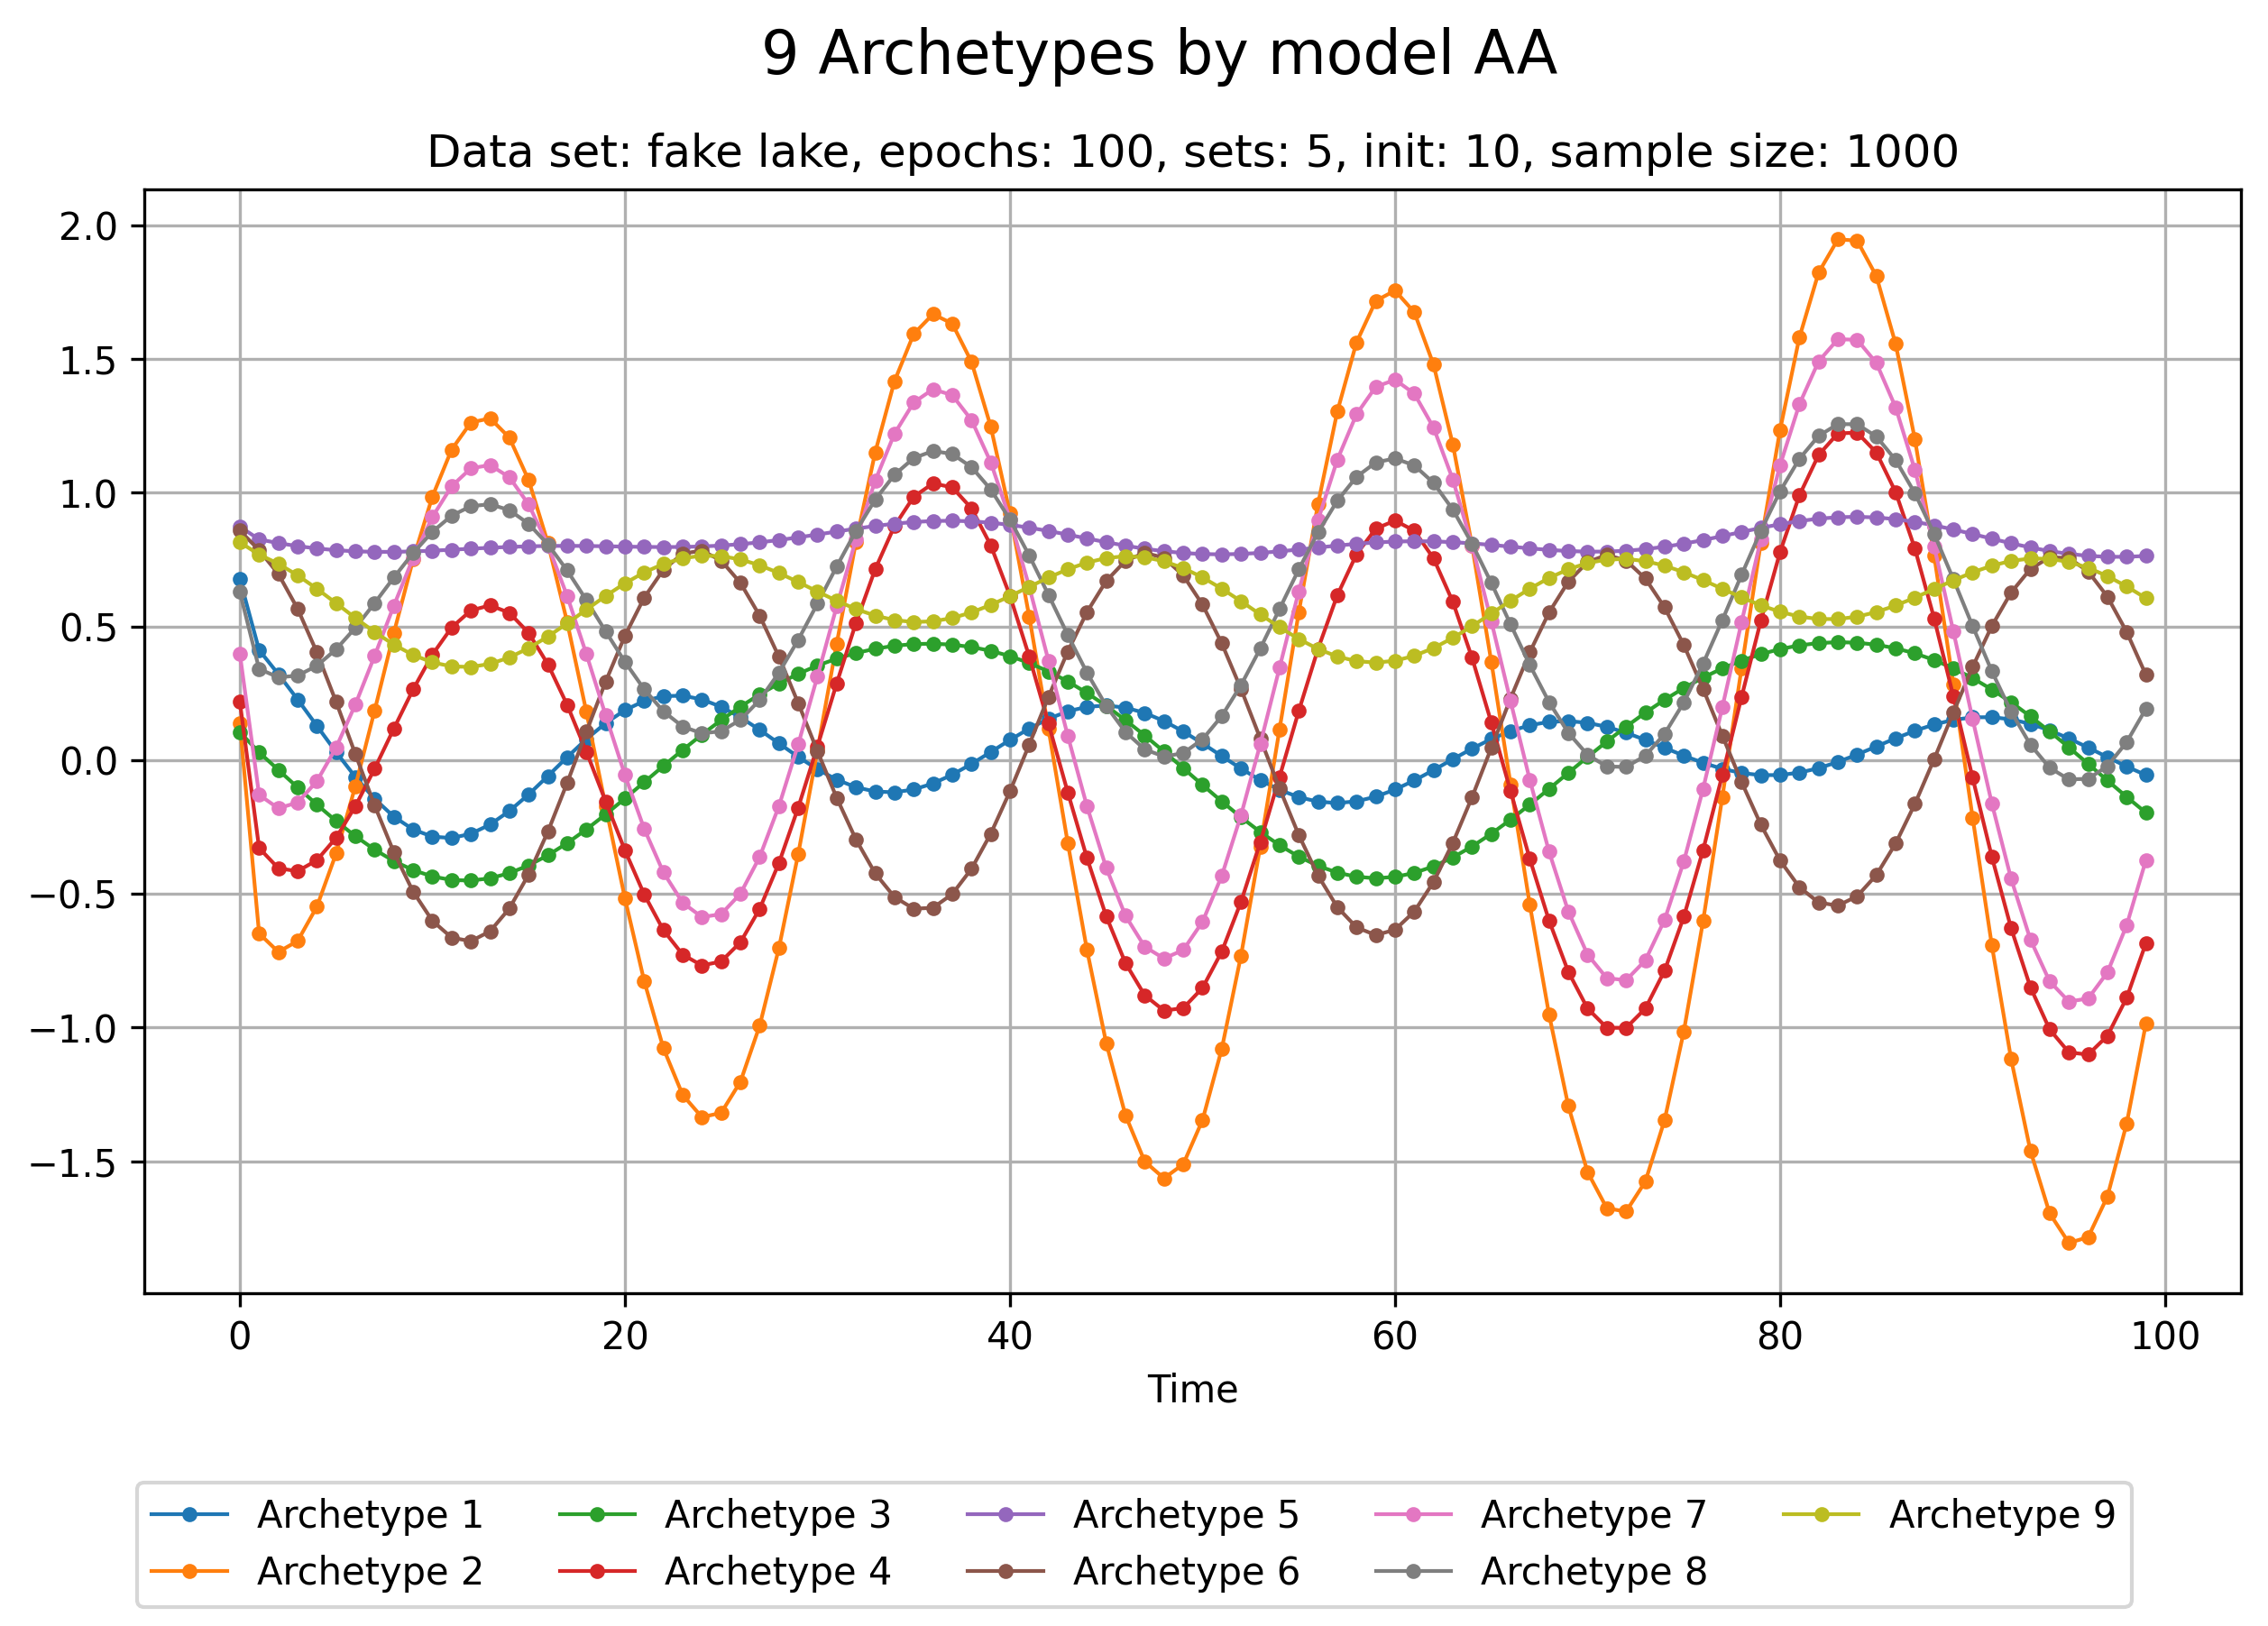 9 Archetypes by model AA
Data set: fake lake, epochs: 100, sets: 5, init: 10, sample size: 1000
2.0
1.5
1.0
0.5
0.0
−0.5
−1.0
−1.5
0 20 40 60 80 100
Time
Archetype 1 Archetype 3 Archetype 5 Archetype 7 Archetype 9
Archetype 2 Archetype 4 Archetype 6 Archetype 8